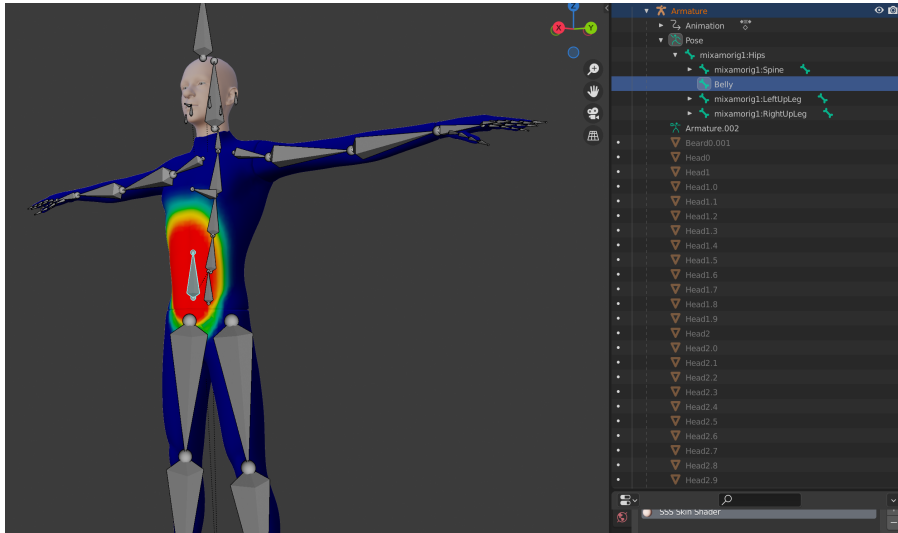 Z
X
Y
Armature
Animation
Pose
mixamorig1:Hips
mixamorig1:Spine
Belly
mixamorig1:LeftUpLeg
mixamorig1:RightUpLeg
Armature.002
Beard0.001
Head0
Head1
Head1.0
Head1.1
Head1.2
Head1.3
Head1.4
Head1.5
Head1.6
Head1.7
Head1.8
Head1.9
Head2
Head2.0
Head2.1
Head2.2
Head2.3
Head2.4
Head2.5
Head2.6
Head2.7
Head2.8
Head2.9
SSS Skin Shader